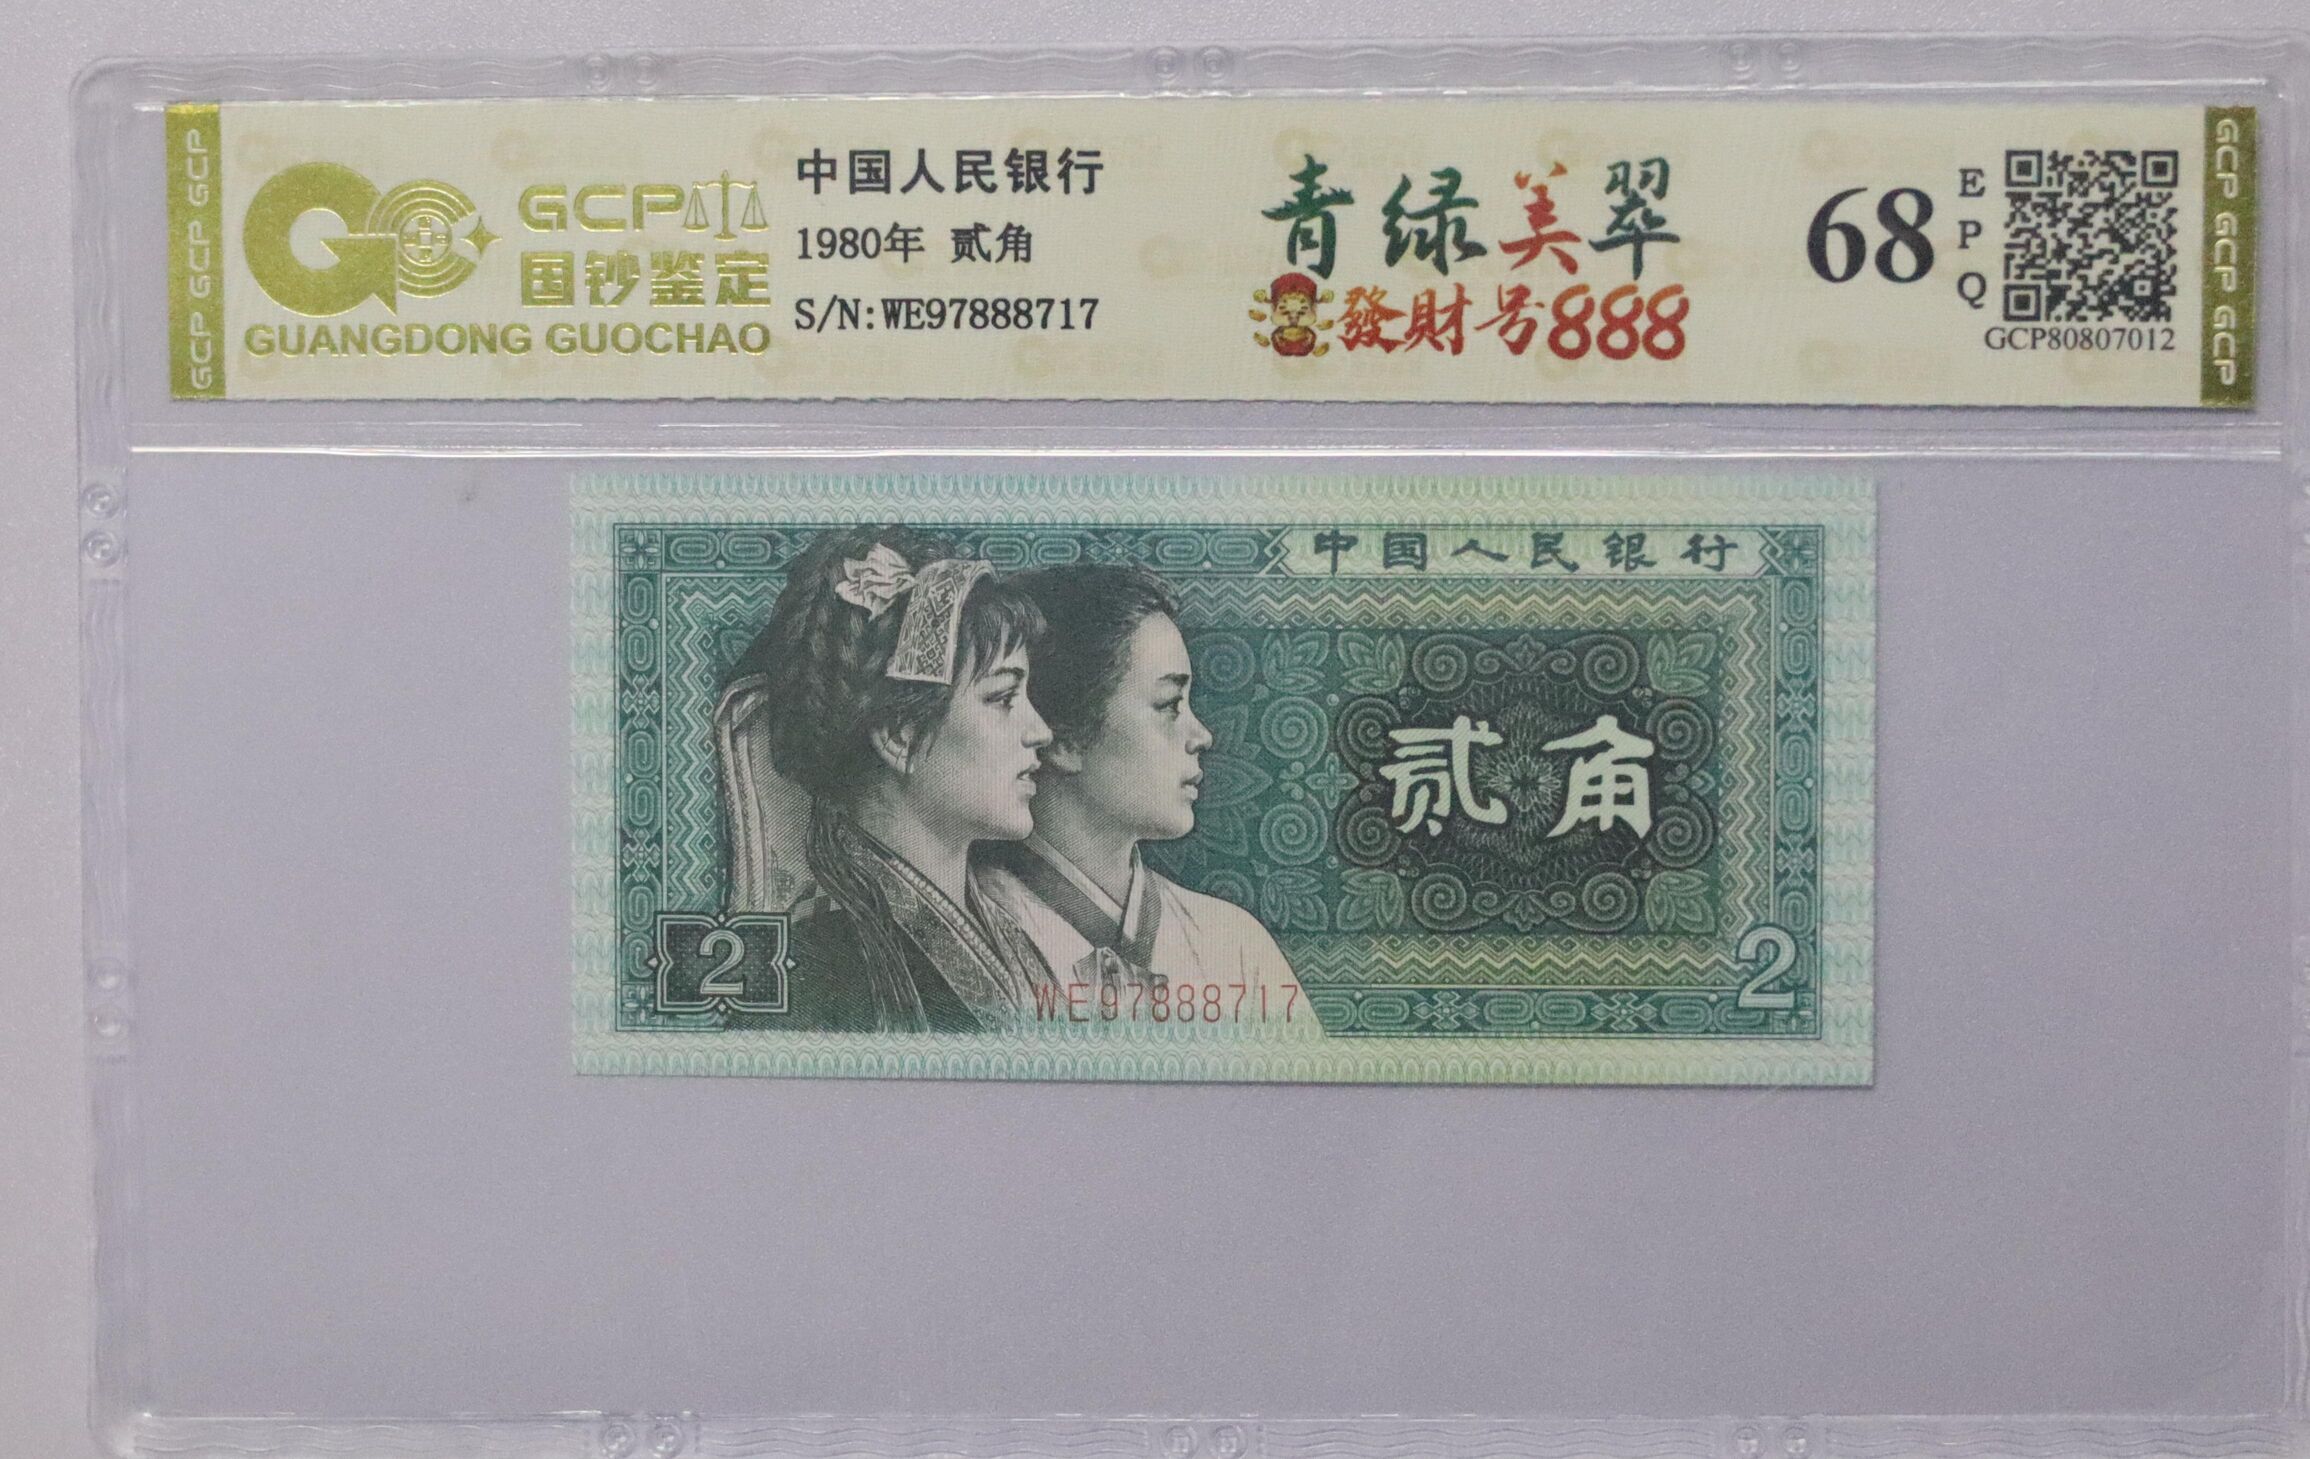 GCP GCP GCP
GCP
国钞鉴定
GUANGDONG GUOCHAO
中国人民银行
1980年 贰角
S/N:WE97888717
青绿美翠
發財号888
68
EPQ
GCP80807012
GCP GCP GCP
中国人民银行
贰角
2
WE97888717
2